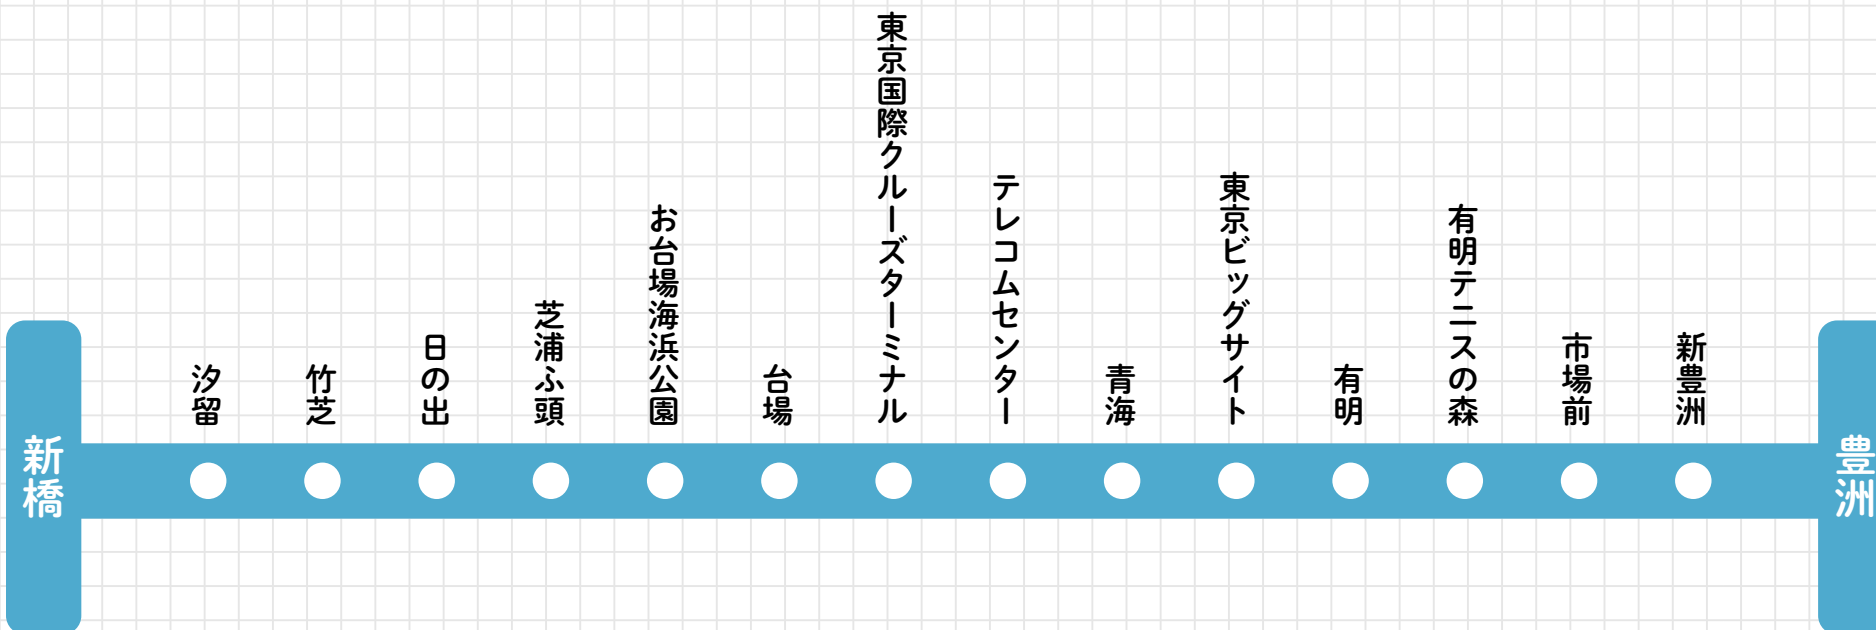 新橋
汐留
竹芝
日の出
芝浦ふ頭
お台場海浜公園
台場
東京国際クルーズターミナル
テレコムセンター
青海
東京ビッグサイト
有明
有明テニスの森
市場前
新豊洲
豊洲